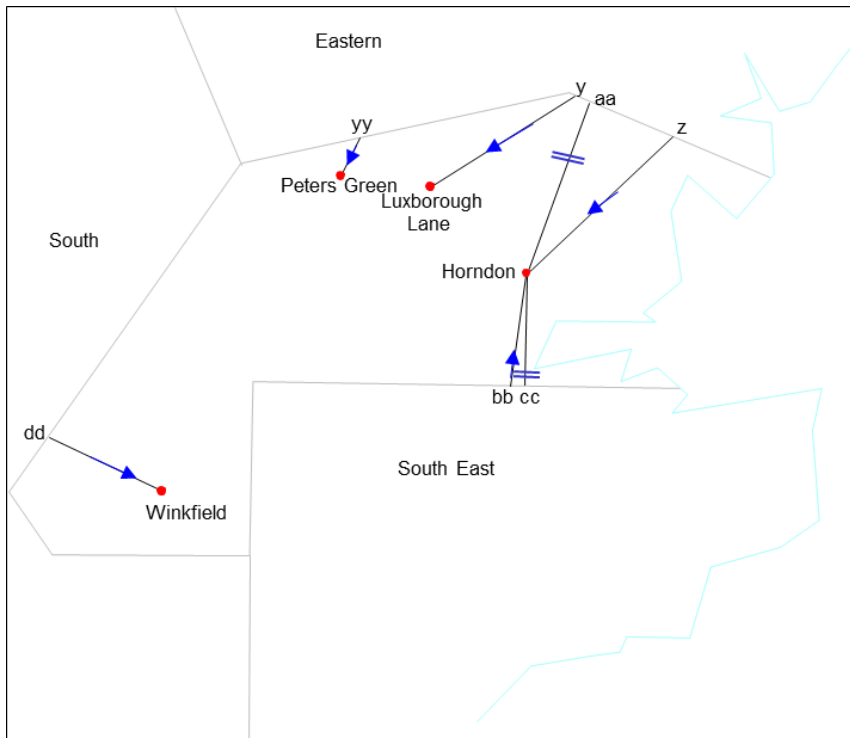 Eastern
y
aa
yy
z
Peters Green
Luxborough
Lane
South
Horndon
bb cc
dd
South East
Winkfield